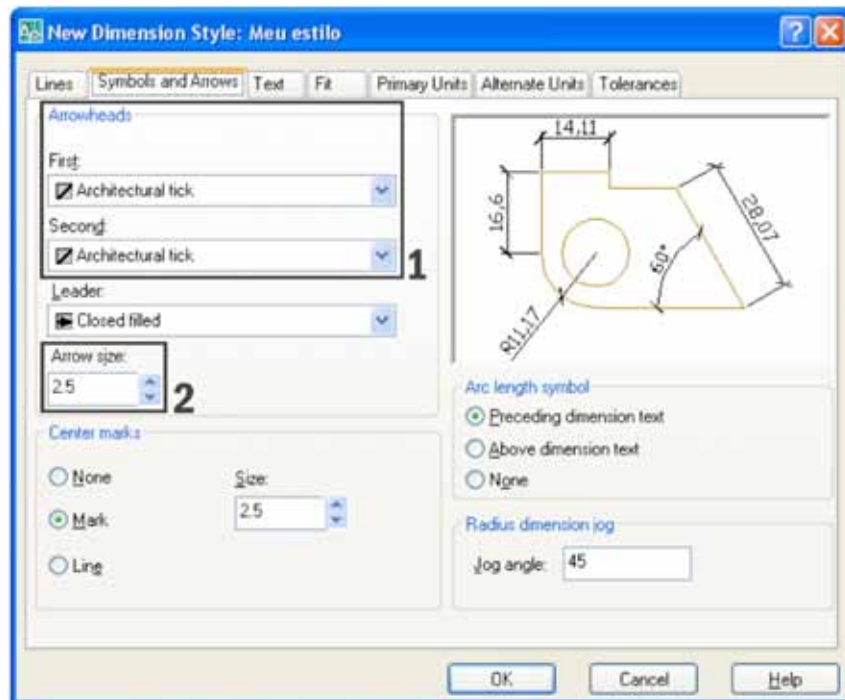 New Dimension Style: Meu estilo
Lines Symbols and Arrows Text Fit Primary Units Alternate Units Tolerances
Arrowheads
First:
Architectural tick
Second:
Architectural tick
1
Leader:
Closed filled
Arrow size:
2.5
2
Center marks
None
Mark
Line
Size:
2.5
14,11
16,6
28,07
60°
R11,17
Arc length symbol
Preceding dimension text
Above dimension text
None
Radius dimension jog
Jog angle: 45
OK Cancel Help